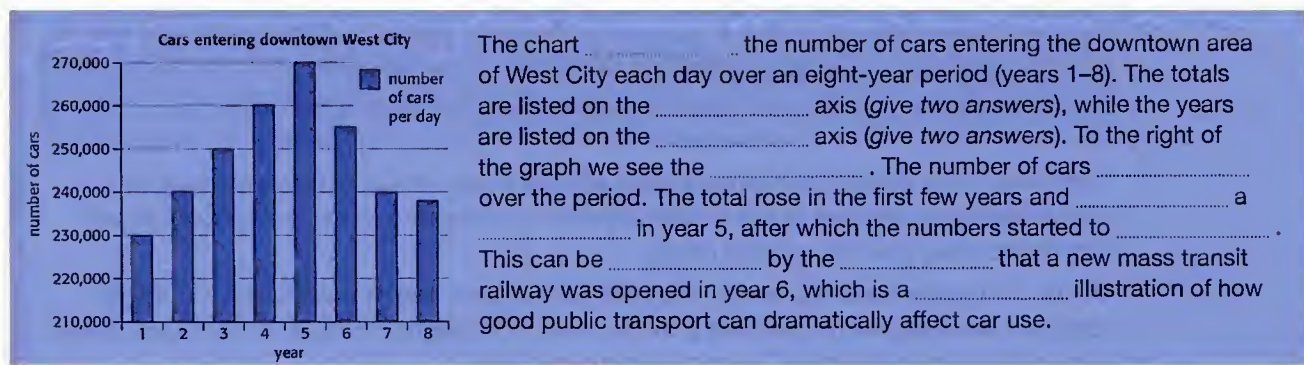 Cars entering downtown West City
270,000
260,000
250,000
240,000
230,000
220,000
210,000
number of cars
number
of cars
per day
1 2 3 4 5 6 7 8
year
The chart .......... the number of cars entering the downtown area
of West City each day over an eight-year period (years 1–8). The totals
are listed on the .......... axis (give two answers), while the years
are listed on the .......... axis (give two answers). To the right of
the graph we see the .......... . The number of cars ..........
over the period. The total rose in the first few years and .......... a
.......... in year 5, after which the numbers started to .......... .
This can be .......... by the .......... that a new mass transit
railway was opened in year 6, which is a .......... illustration of how
good public transport can dramatically affect car use.